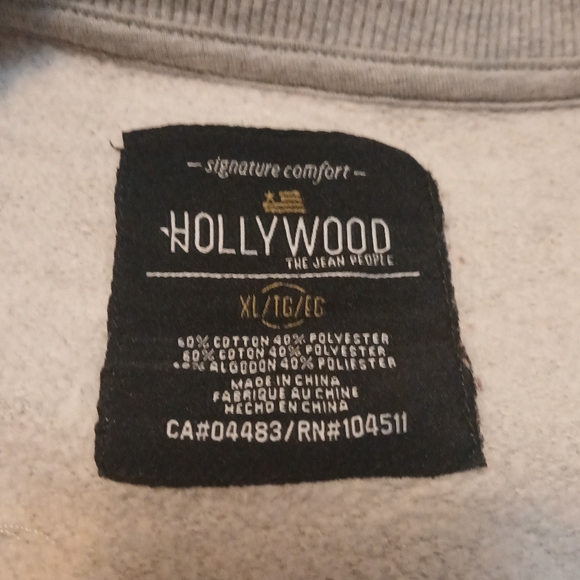 - signature comfort -
HOLLYWOOD
THE JEAN PEOPLE
XL/TG/EG
60% COTTON 40% POLYESTER
60% COTON 40% POLYESTER
60% ALGODON 40% POLIESTER
MADE IN CHINA
FABRIQUE AU CHINE
HECHO EN CHINA
CA#04483/RN#104511